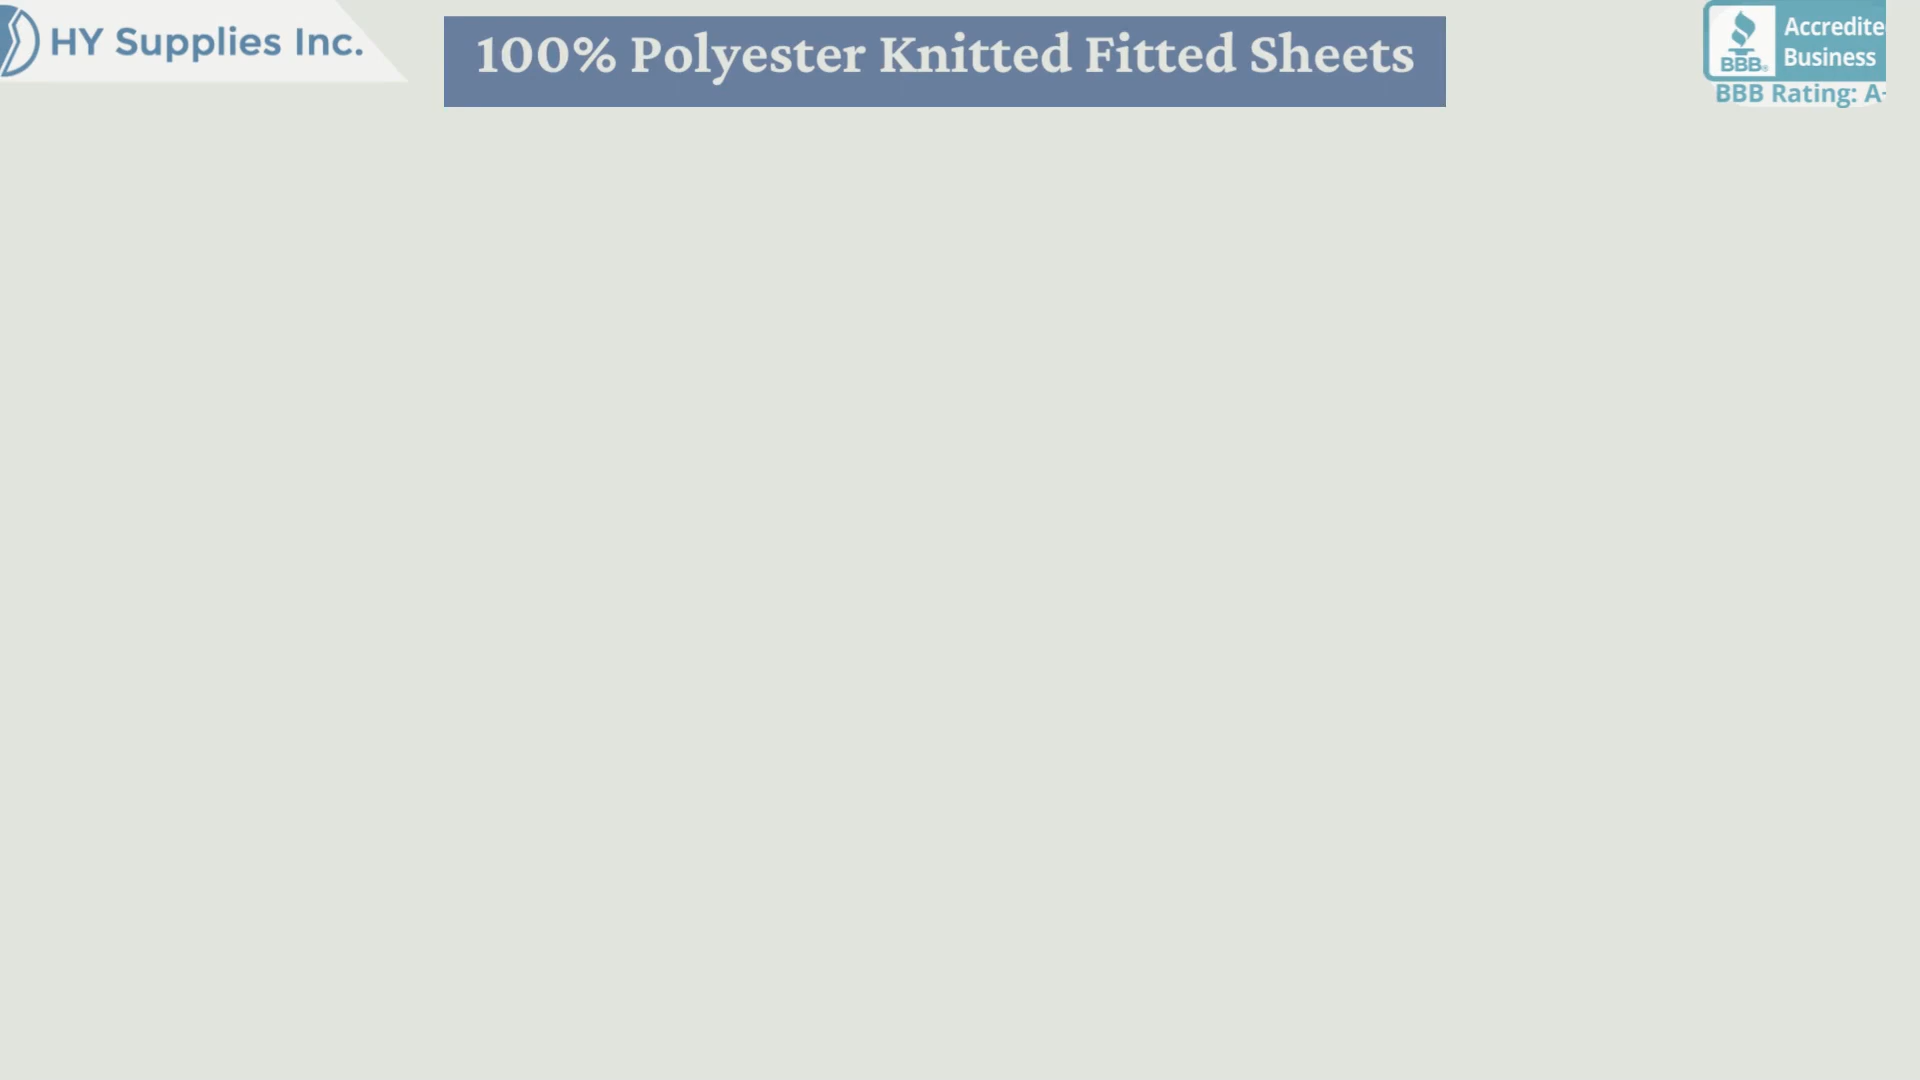 HY Supplies Inc.
100% Polyester Knitted Fitted Sheets
Accredite
Business
BBB®
BBB Rating: A